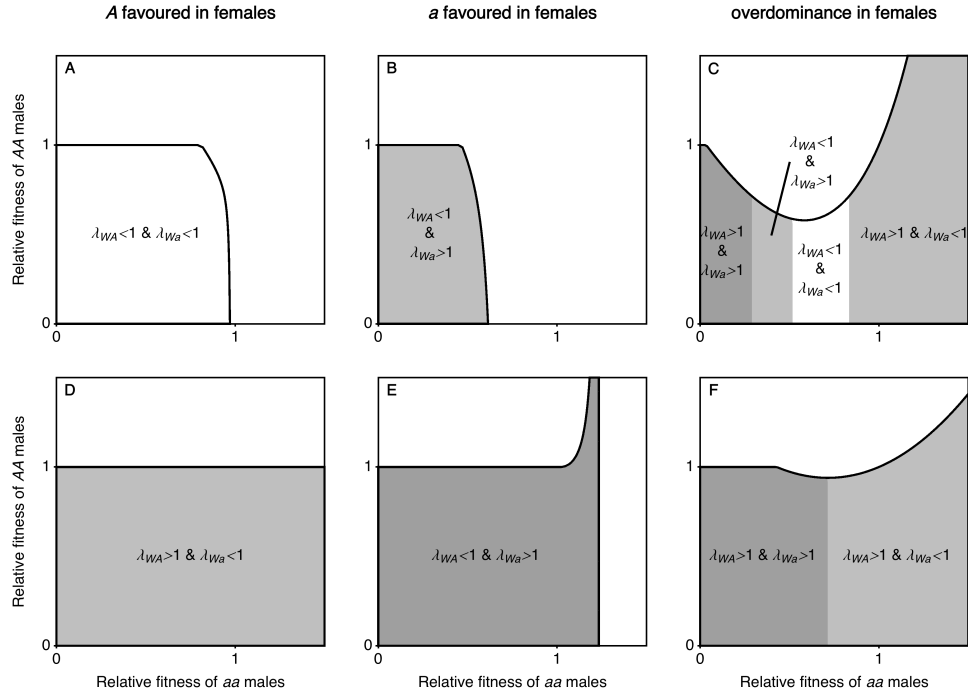 A favoured in females
a favoured in females
overdominance in females
A
Relative fitness of AA males
1
0
0
1
λWA<1 & λWa<1
B
1
0
0
1
λWA<1
&
λWa>1
C
1
0
0
1
λWA<1
&
λWa>1
λWA>1
&
λWa>1
λWA<1
&
λWa<1
λWA>1 & λWa<1
D
Relative fitness of AA males
1
0
0
1
λWA>1 & λWa<1
Relative fitness of aa males
E
1
0
0
1
λWA<1 & λWa>1
Relative fitness of aa males
F
1
0
0
1
λWA>1 & λWa>1
λWA>1 & λWa<1
Relative fitness of aa males